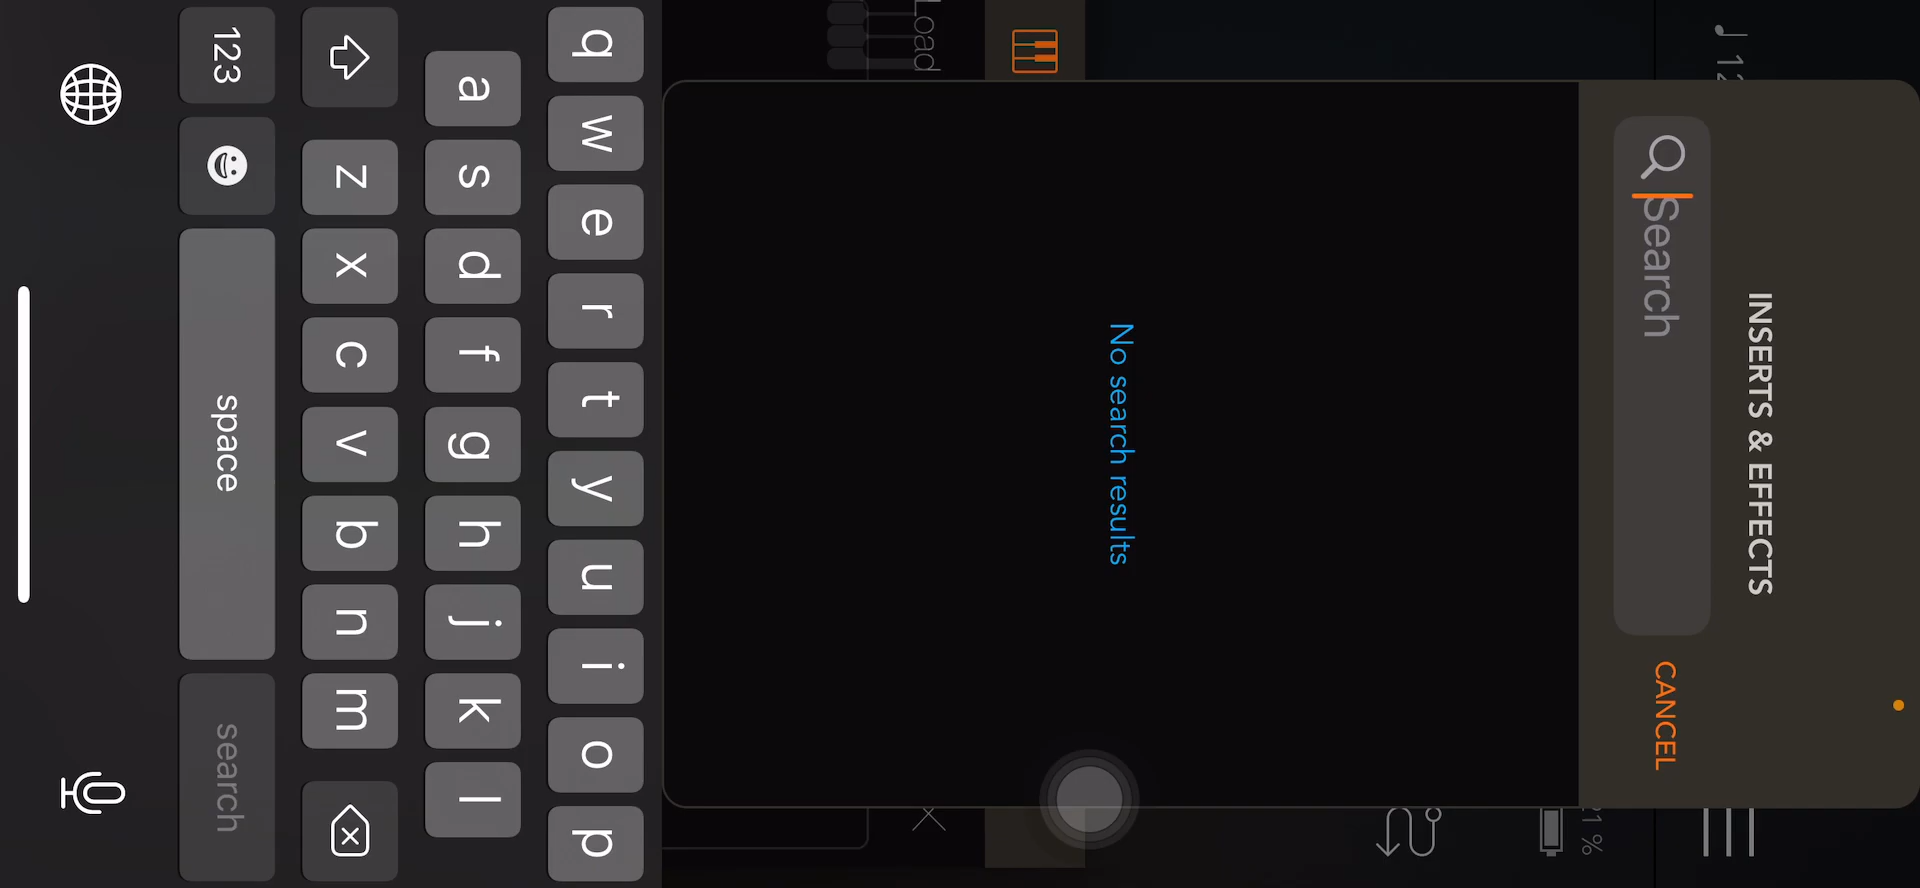 INSERTS & EFFECTS
Search
CANCEL
No search results
Load
q w e r t y u i o p
a s d f g h j k l
z x c v b n m
123
space
search